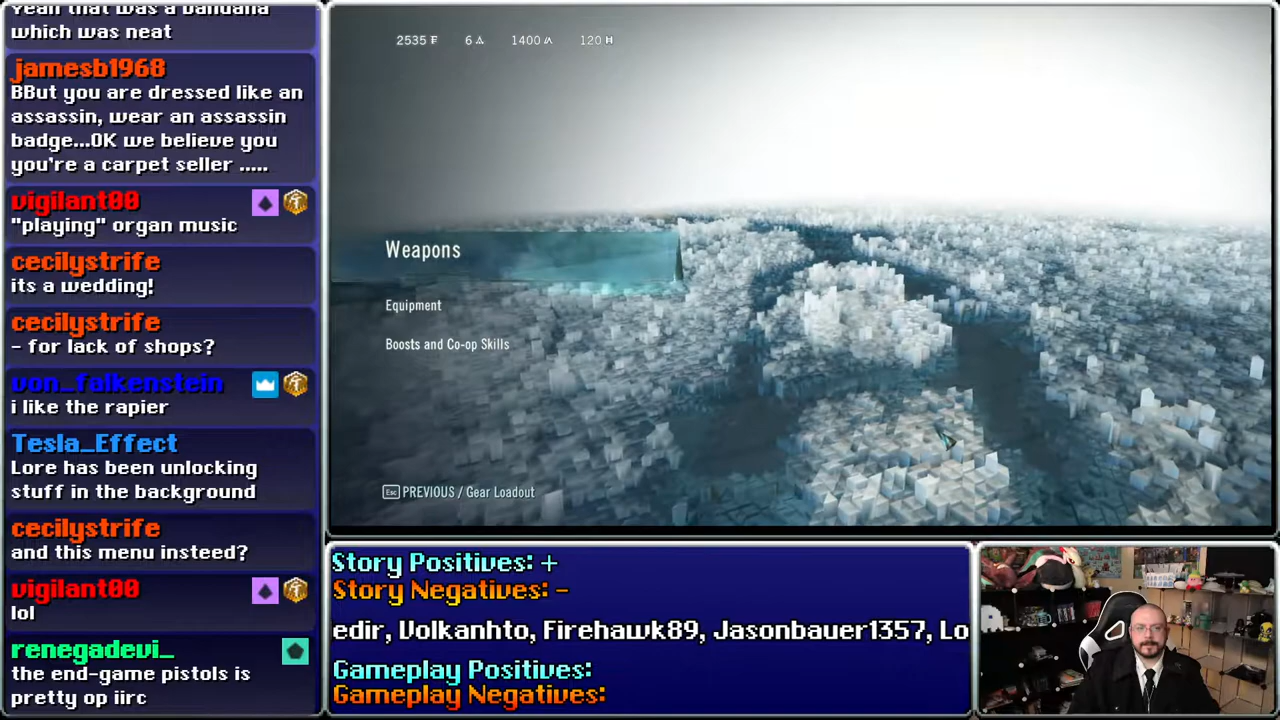 Yeah that was a bandana
which was neat
jamesb1968
BBut you are dressed like an
assassin, wear an assassin
badge...OK we believe you
you're a carpet seller .....
vigilant00
"playing" organ music
cecilystrife
its a wedding!
cecilystrife
- for lack of shops?
von_falkenstein
i like the rapier
Tesla_Effect
Lore has been unlocking
stuff in the background
cecilystrife
and this menu insteed?
vigilant00
lol
renegadevi_
the end-game pistols is
pretty op iirc
2535 6 1400 120
Weapons
Equipment
Boosts and Co-op Skills
Esc PREVIOUS / Gear Loadout
Story Positives: +
Story Negatives: -
edir, Volkanhto, Firehawk89, Jasonbauer1357, Lo
Gameplay Positives:
Gameplay Negatives: